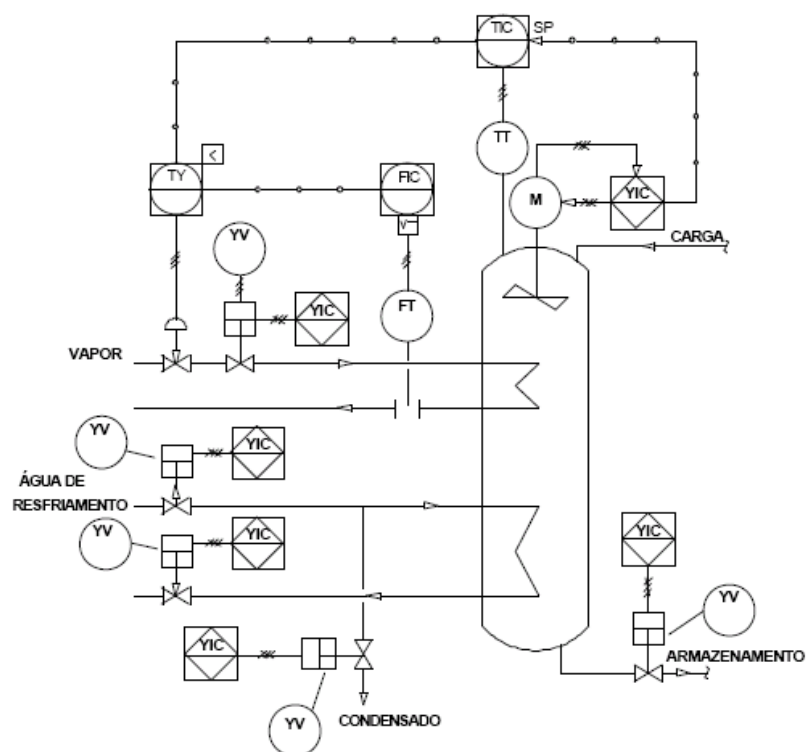 TIC
SP
TT
<
TY
FIC
M
YIC
√
CARGA
YV
YIC
FT
VAPOR
YV
YIC
ÁGUA DE
RESFRIAMENTO
YV
YIC
YIC
YV
YIC
ARMAZENAMENTO
YV
CONDENSADO